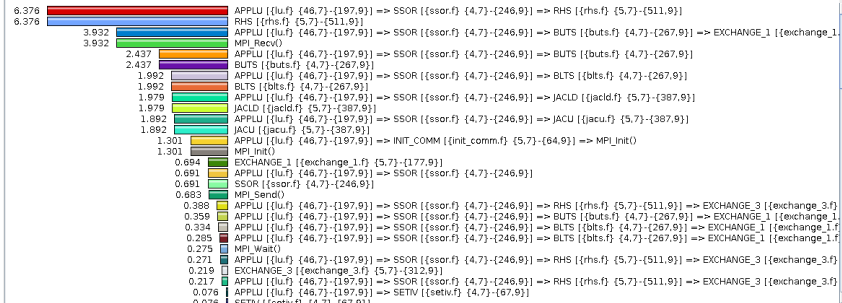 6.376 APPLU [{lu.f} {46,7}-{197,9}] => SSOR [{ssor.f} {4,7}-{246,9}] => RHS [{rhs.f} {5,7}-{511,9}]
6.376 RHS [{rhs.f} {5,7}-{511,9}]
3.932 APPLU [{lu.f} {46,7}-{197,9}] => SSOR [{ssor.f} {4,7}-{246,9}] => BUTS [{buts.f} {4,7}-{267,9}] => EXCHANGE_1 [{exchange_1.
3.932 MPI_Recv()
2.437 APPLU [{lu.f} {46,7}-{197,9}] => SSOR [{ssor.f} {4,7}-{246,9}] => BUTS [{buts.f} {4,7}-{267,9}]
2.437 BUTS [{buts.f} {4,7}-{267,9}]
1.992 APPLU [{lu.f} {46,7}-{197,9}] => SSOR [{ssor.f} {4,7}-{246,9}] => BLTS [{blts.f} {4,7}-{267,9}]
1.992 BLTS [{blts.f} {4,7}-{267,9}]
1.979 APPLU [{lu.f} {46,7}-{197,9}] => SSOR [{ssor.f} {4,7}-{246,9}] => JACLD [{jacld.f} {5,7}-{387,9}]
1.979 JACLD [{jacld.f} {5,7}-{387,9}]
1.892 APPLU [{lu.f} {46,7}-{197,9}] => SSOR [{ssor.f} {4,7}-{246,9}] => JACU [{jacu.f} {5,7}-{387,9}]
1.892 JACU [{jacu.f} {5,7}-{387,9}]
1.301 APPLU [{lu.f} {46,7}-{197,9}] => INIT_COMM [{init_comm.f} {5,7}-{64,9}] => MPI_Init()
1.301 MPI_Init()
0.694 EXCHANGE_1 [{exchange_1.f} {5,7}-{177,9}]
0.691 APPLU [{lu.f} {46,7}-{197,9}] => SSOR [{ssor.f} {4,7}-{246,9}]
0.691 SSOR [{ssor.f} {4,7}-{246,9}]
0.683 MPI_Send()
0.388 APPLU [{lu.f} {46,7}-{197,9}] => SSOR [{ssor.f} {4,7}-{246,9}] => RHS [{rhs.f} {5,7}-{511,9}] => EXCHANGE_3 [{exchange_3.f}
0.359 APPLU [{lu.f} {46,7}-{197,9}] => SSOR [{ssor.f} {4,7}-{246,9}] => BUTS [{buts.f} {4,7}-{267,9}] => EXCHANGE_1 [{exchange_1.
0.334 APPLU [{lu.f} {46,7}-{197,9}] => SSOR [{ssor.f} {4,7}-{246,9}] => BLTS [{blts.f} {4,7}-{267,9}] => EXCHANGE_1 [{exchange_1.f
0.285 APPLU [{lu.f} {46,7}-{197,9}] => SSOR [{ssor.f} {4,7}-{246,9}] => BLTS [{blts.f} {4,7}-{267,9}] => EXCHANGE_1 [{exchange_1.f
0.275 MPI_Wait()
0.271 APPLU [{lu.f} {46,7}-{197,9}] => SSOR [{ssor.f} {4,7}-{246,9}] => RHS [{rhs.f} {5,7}-{511,9}] => EXCHANGE_3 [{exchange_3.f}
0.219 EXCHANGE_3 [{exchange_3.f} {5,7}-{312,9}]
0.217 APPLU [{lu.f} {46,7}-{197,9}] => SSOR [{ssor.f} {4,7}-{246,9}] => RHS [{rhs.f} {5,7}-{511,9}] => EXCHANGE_3 [{exchange_3.f}
0.076 APPLU [{lu.f} {46,7}-{197,9}] => SETIV [{setiv.f} {4,7}-{67,9}]
0.076 SETIV [{setiv.f} {4,7}-{67,9}]